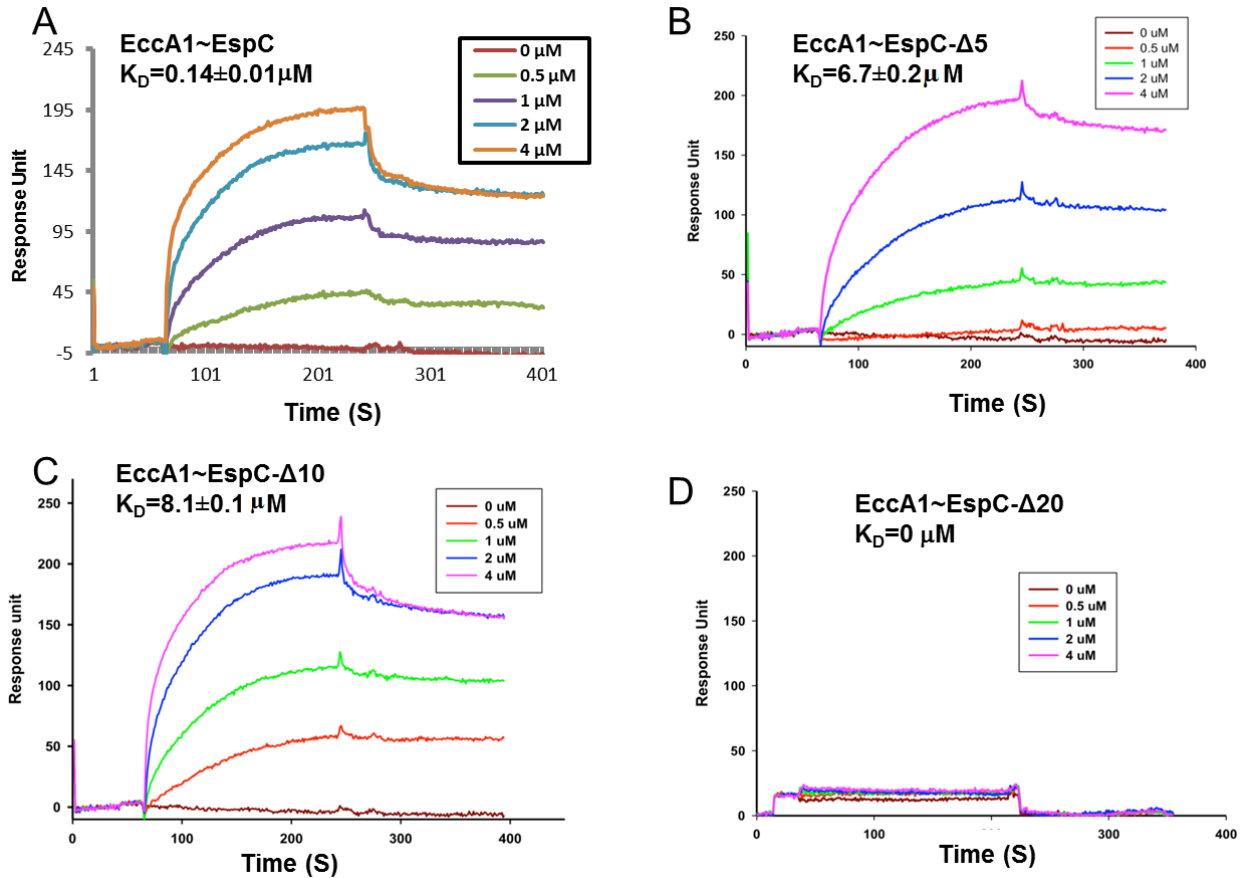 A
EccA1~EspC
K_D=0.14±0.01μM
0 μM
0.5 μM
1 μM
2 μM
4 μM
245
195
145
95
45
-5
Response Unit
1
101
201
301
401
Time (S)
B
EccA1~EspC-Δ5
K_D=6.7±0.2μ M
0 uM
0.5 uM
1 uM
2 uM
4 uM
250
200
150
100
50
0
Response Unit
100
200
300
400
Time (S)
C
EccA1~EspC-Δ10
K_D=8.1±0.1 μM
0 uM
0.5 uM
1 uM
2 uM
4 uM
250
200
150
100
50
0
Response unit
0
100
200
300
400
Time (S)
D
EccA1~EspC-Δ20
K_D=0 μM
0 uM
0.5 uM
1 uM
2 uM
4 uM
250
200
150
100
50
0
Response Unit
0
100
300
400
Time (S)